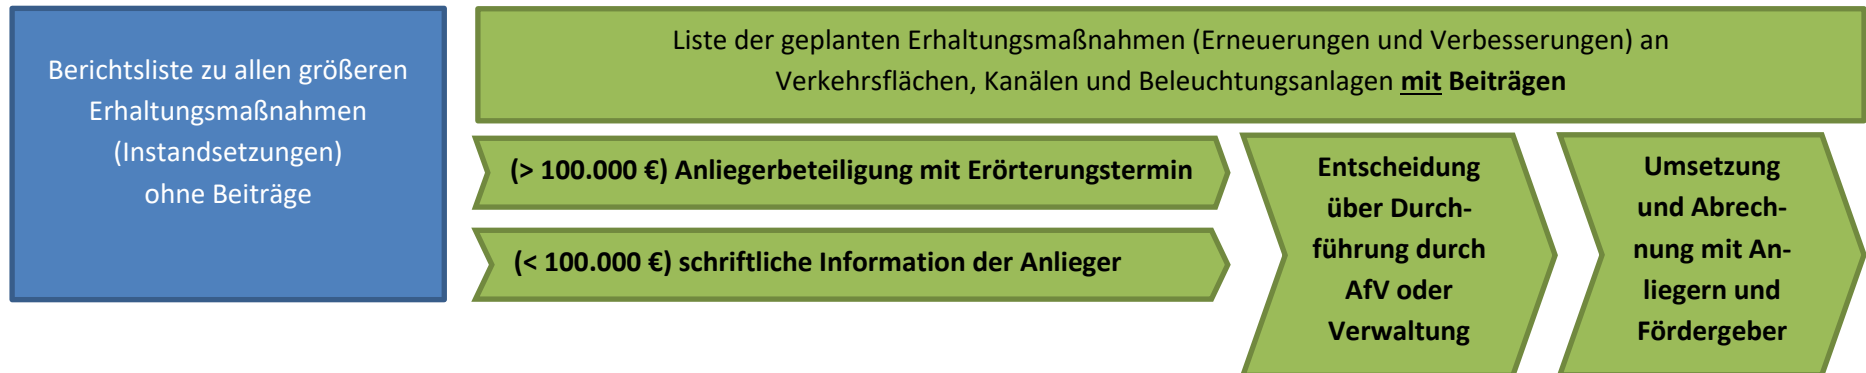 Berichtsliste zu allen größeren
Erhaltungsmaßnahmen
(Instandsetzungen)
ohne Beiträge
Liste der geplanten Erhaltungsmaßnahmen (Erneuerungen und Verbesserungen) an
Verkehrsflächen, Kanälen und Beleuchtungsanlagen mit Beiträgen
(> 100.000 €) Anliegerbeteiligung mit Erörterungstermin
(< 100.000 €) schriftliche Information der Anlieger
Entscheidung
über Durch-
führung durch
AfV oder
Verwaltung
Umsetzung
und Abrech-
nung mit An-
liegern und
Fördergeber